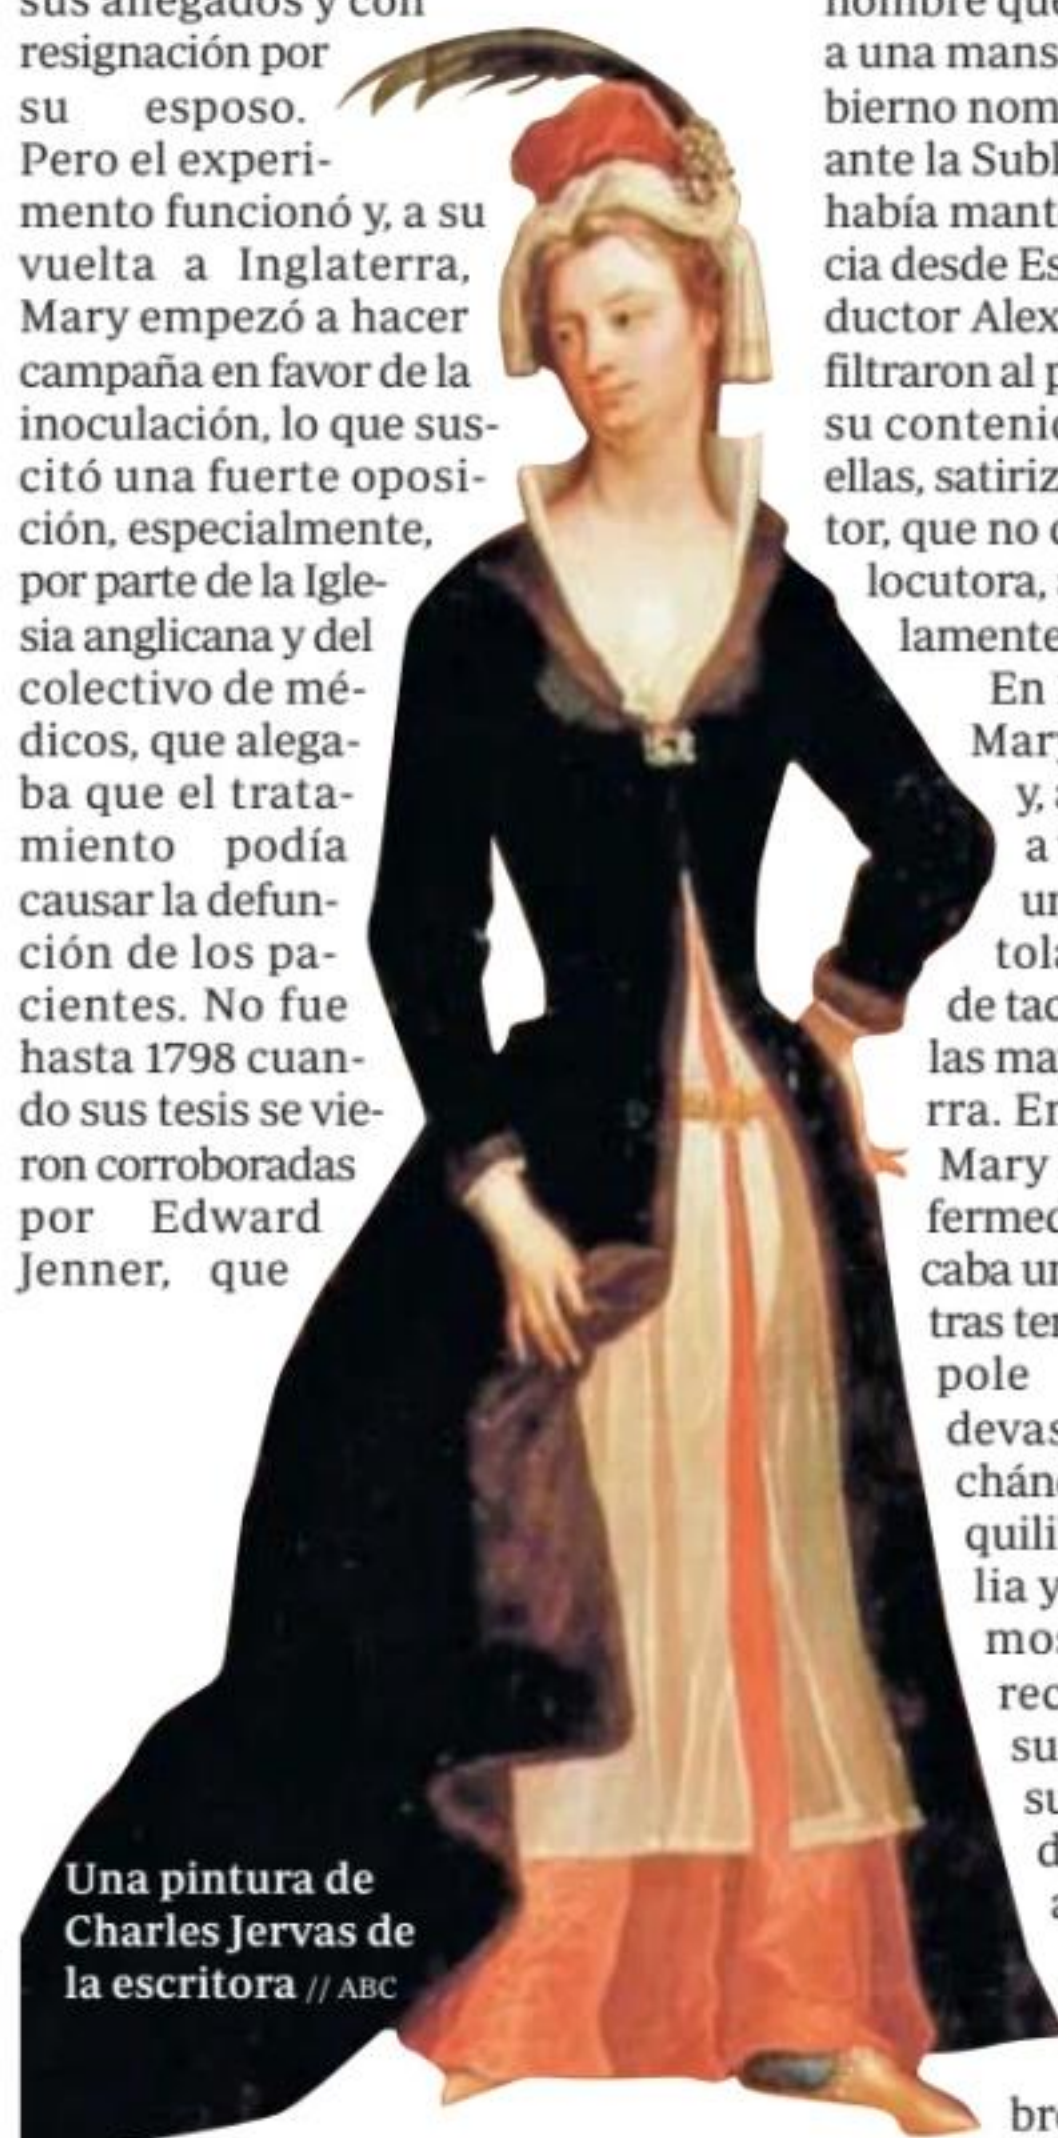 resignación por
su esposo.
Pero el experi-
mento funcionó y, a su
vuelta a Inglaterra,
Mary empezó a hacer
campaña en favor de la
inoculación, lo que sus-
citó una fuerte oposi-
ción, especialmente,
por parte de la Igle-
sia anglicana y del
colectivo de mé-
dicos, que alega-
ba que el trata-
miento podía
causar la defun-
ción de los pa-
cientes. No fue
hasta 1798 cuan-
do sus tesis se vie-
ron corroboradas
por Edward
Jenner, que
Una pintura de
Charles Jervas de
la escritora // ABC
a una mans
bierno nom
ante la Subl
había mant
cia desde Es
ductor Alex
filtraron al p
su conteni
ellas, satiriz
tor, que no
locutora,
lamente
En
Mary
y, a
a
un
tola
de tac
las ma
rra. En
Mary
fermed
caba un
tras ter
pole
devas
chán
quili
lia y
mos
rec
su
su
d
a
bre